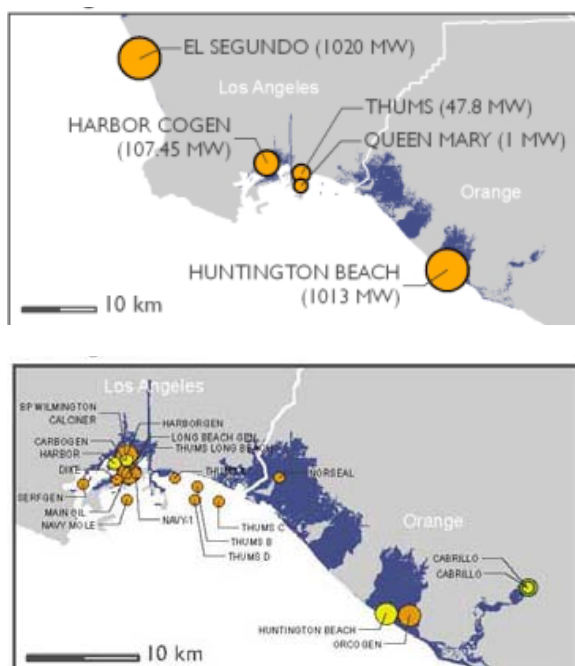 EL SEGUNDO (1020 MW)
Los Angeles
THUMS (47.8 MW)
HARBOR COGEN
(107.45 MW)
QUEEN MARY (1 MW)
Orange
HUNTINGTON BEACH
(1013 MW)
10 km
Los Angeles
BP WILMINGTON
CALCINER
HARBORGEN
CARBOGEN
LONG BEACH GEN
HARBOR
THUMS LONG BEACH
DIKE
NORSEAL
SERFGEN
MAIN OIL
NAVY-1
THUMS C
NAVY MOLE
THUMS B
Orange
THUMS D
CABRILLO
CABRILLO
HUNTINGTON BEACH
ORCOGEN
10 km